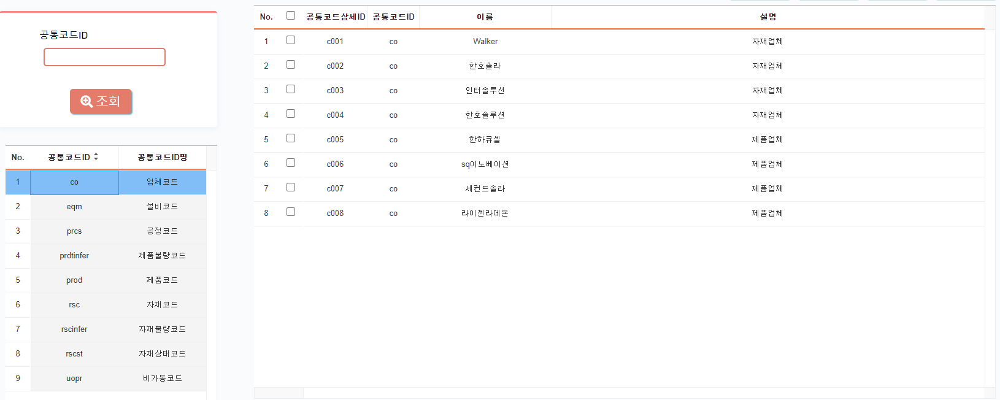 공통코드ID
조회
No. 공통코드ID 공통코드ID명
1 co 업체코드
2 eqm 설비코드
3 prcs 공정코드
4 prdtinfer 제품불량코드
5 prod 제품코드
6 rsc 자재코드
7 rscinfer 자재불량코드
8 rscst 자재상태코드
9 uopr 비가동코드
No. 공통코드상세ID 공통코드ID 이름 설명
1 c001 co Walker 자재업체
2 c002 co 한호솔라 자재업체
3 c003 co 인터솔루션 자재업체
4 c004 co 한호솔루션 자재업체
5 c005 co 한하큐셀 제품업체
6 c006 co sq이노베이션 제품업체
7 c007 co 세컨드솔라 제품업체
8 c008 co 라이젠라데온 제품업체